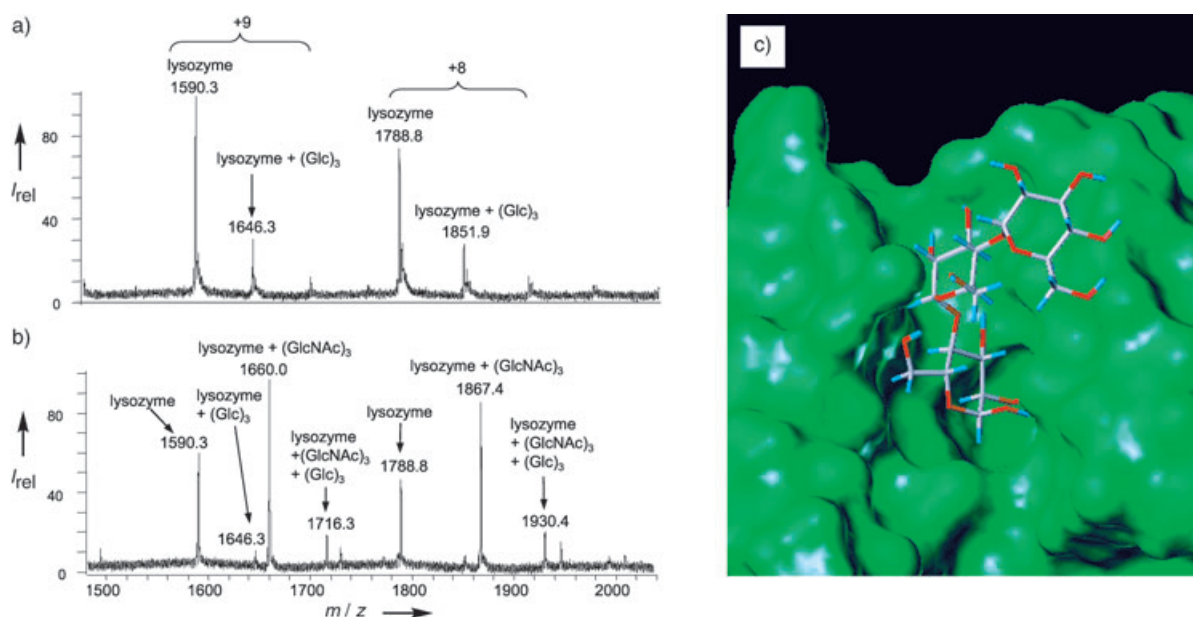 a)
+9
lysozyme
1590.3
+8
lysozyme
1788.8
lysozyme + (Glc)₃
1646.3
lysozyme + (Glc)₃
1851.9
80
40
0
I rel
b)
lysozyme + (GlcNAc)₃
1660.0
lysozyme + (GlcNAc)₃
1867.4
lysozyme
1590.3
lysozyme
+ (Glc)₃
1646.3
lysozyme
+(GlcNAc)₃
+ (Glc)₃
1716.3
lysozyme
1788.8
lysozyme
+ (GlcNAc)₃
+ (Glc)₃
1930.4
80
40
0
I rel
1500 1600 1700 1800 1900 2000
m / z
c)